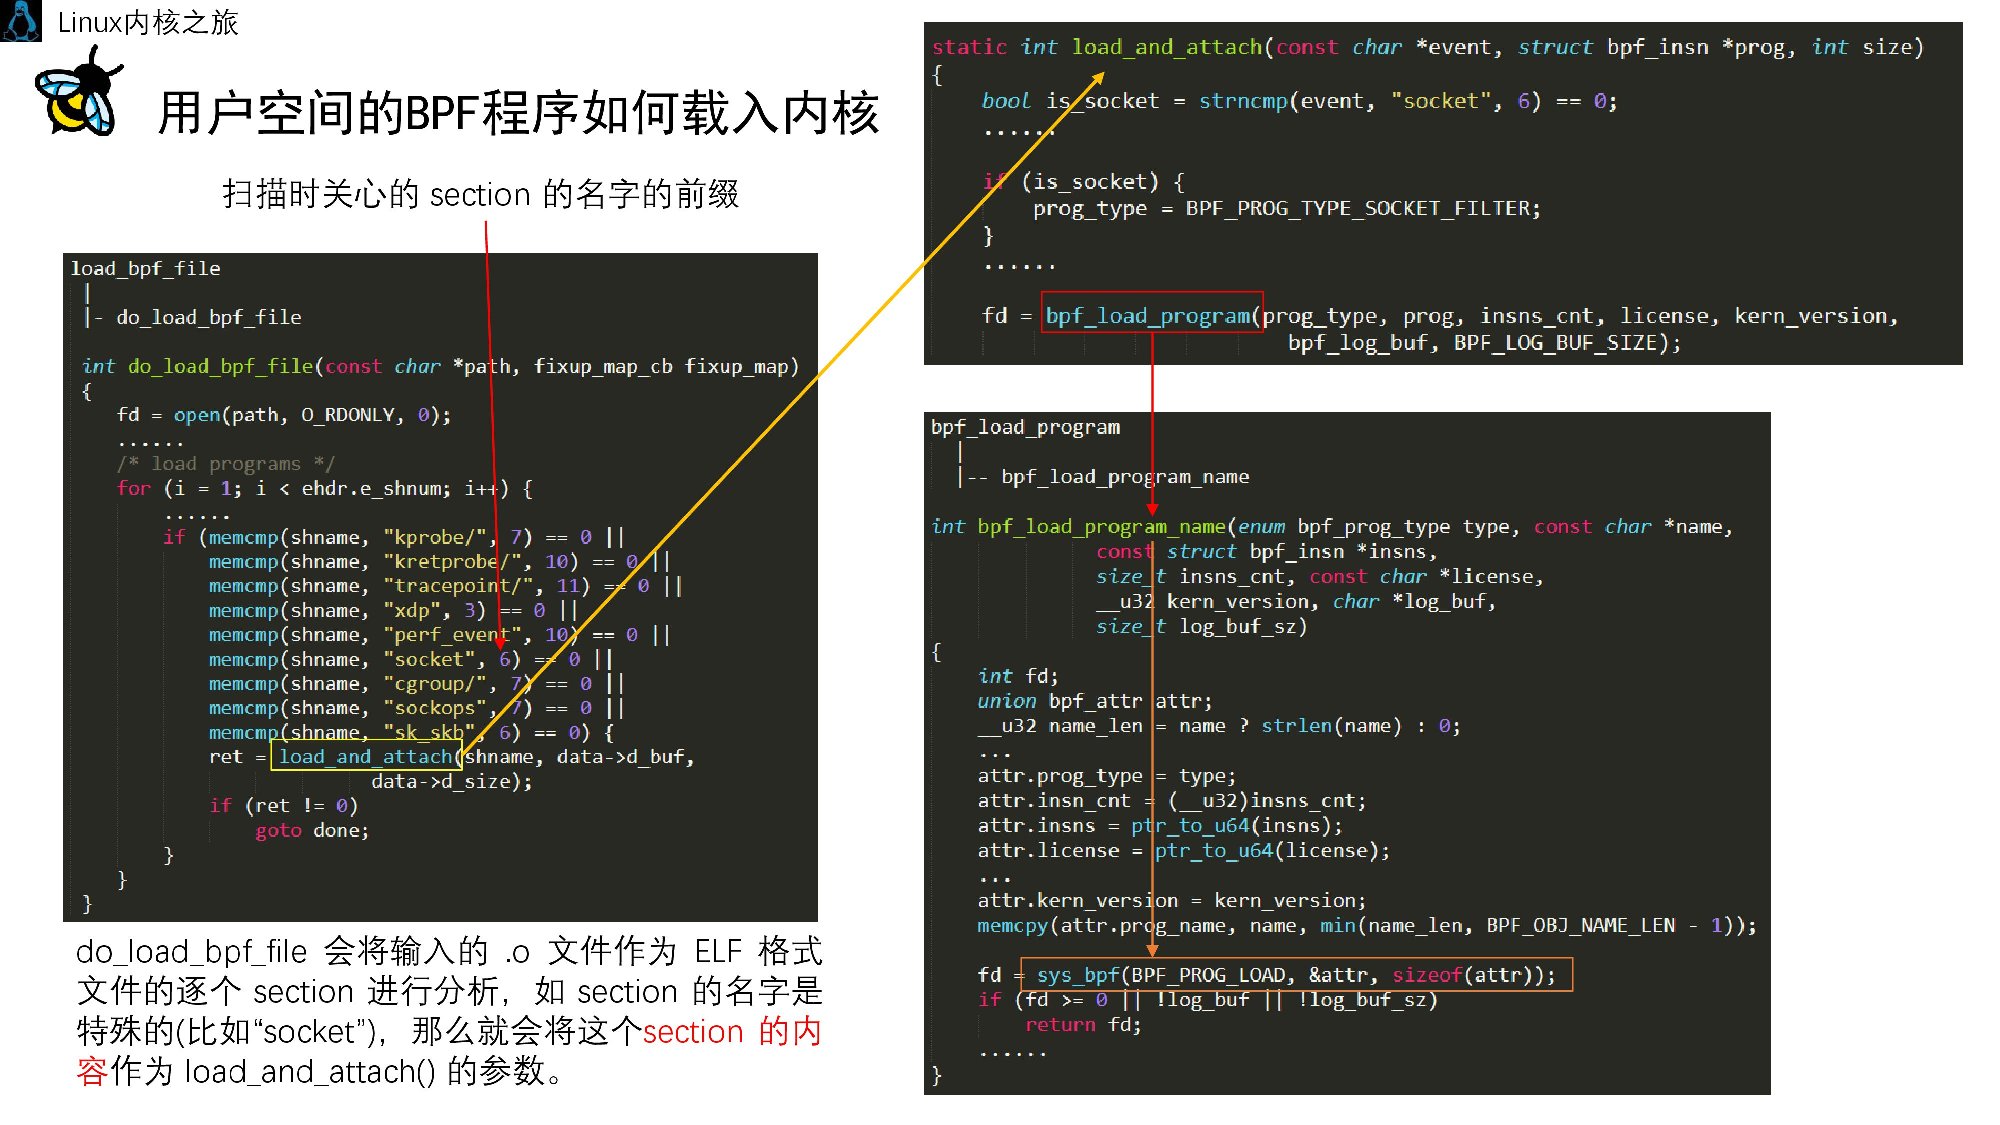 Linux内核之旅
用户空间的BPF程序如何载入内核
扫描时关心的 section 的名字的前缀
load_bpf_file
|
|- do_load_bpf_file
int do_load_bpf_file(const char *path, fixup_map_cb fixup_map)
{
fd = open(path, O_RDONLY, 0);
......
/* load programs */
for (i = 1; i < ehdr.e_shnum; i++) {
......
if (memcmp(shname, "kprobe/", 7) == 0 ||
memcmp(shname, "kretprobe/", 10) == 0 ||
memcmp(shname, "tracepoint/", 11) == 0 ||
memcmp(shname, "xdp", 3) == 0 ||
memcmp(shname, "perf_event", 10) == 0 ||
memcmp(shname, "socket", 6) == 0 ||
memcmp(shname, "cgroup/", 7) == 0 ||
memcmp(shname, "sockops", 7) == 0 ||
memcmp(shname, "sk_skb", 6) == 0) {
ret = load_and_attach(shname, data->d_buf,
data->d_size);
if (ret != 0)
goto done;
}
}
}
do_load_bpf_file 会将输入的 .o 文件作为 ELF 格式
文件的逐个 section 进行分析，如 section 的名字是
特殊的(比如“socket”)，那么就会将这个section 的内
容作为 load_and_attach() 的参数。
static int load_and_attach(const char *event, struct bpf_insn *prog, int size)
{
bool is_socket = strncmp(event, "socket", 6) == 0;
......
if (is_socket) {
prog_type = BPF_PROG_TYPE_SOCKET_FILTER;
}
......
fd = bpf_load_program(prog_type, prog, insns_cnt, license, kern_version,
bpf_log_buf, BPF_LOG_BUF_SIZE);
bpf_load_program
|
|-- bpf_load_program_name
int bpf_load_program_name(enum bpf_prog_type type, const char *name,
const struct bpf_insn *insns,
size_t insns_cnt, const char *license,
__u32 kern_version, char *log_buf,
size_t log_buf_sz)
{
int fd;
union bpf_attr attr;
__u32 name_len = name ? strlen(name) : 0;
...
attr.prog_type = type;
attr.insn_cnt = (__u32)insns_cnt;
attr.insns = ptr_to_u64(insns);
attr.license = ptr_to_u64(license);
...
attr.kern_version = kern_version;
memcpy(attr.prog_name, name, min(name_len, BPF_OBJ_NAME_LEN - 1));
fd = sys_bpf(BPF_PROG_LOAD, &attr, sizeof(attr));
if (fd >= 0 || !log_buf || !log_buf_sz)
return fd;
......
}